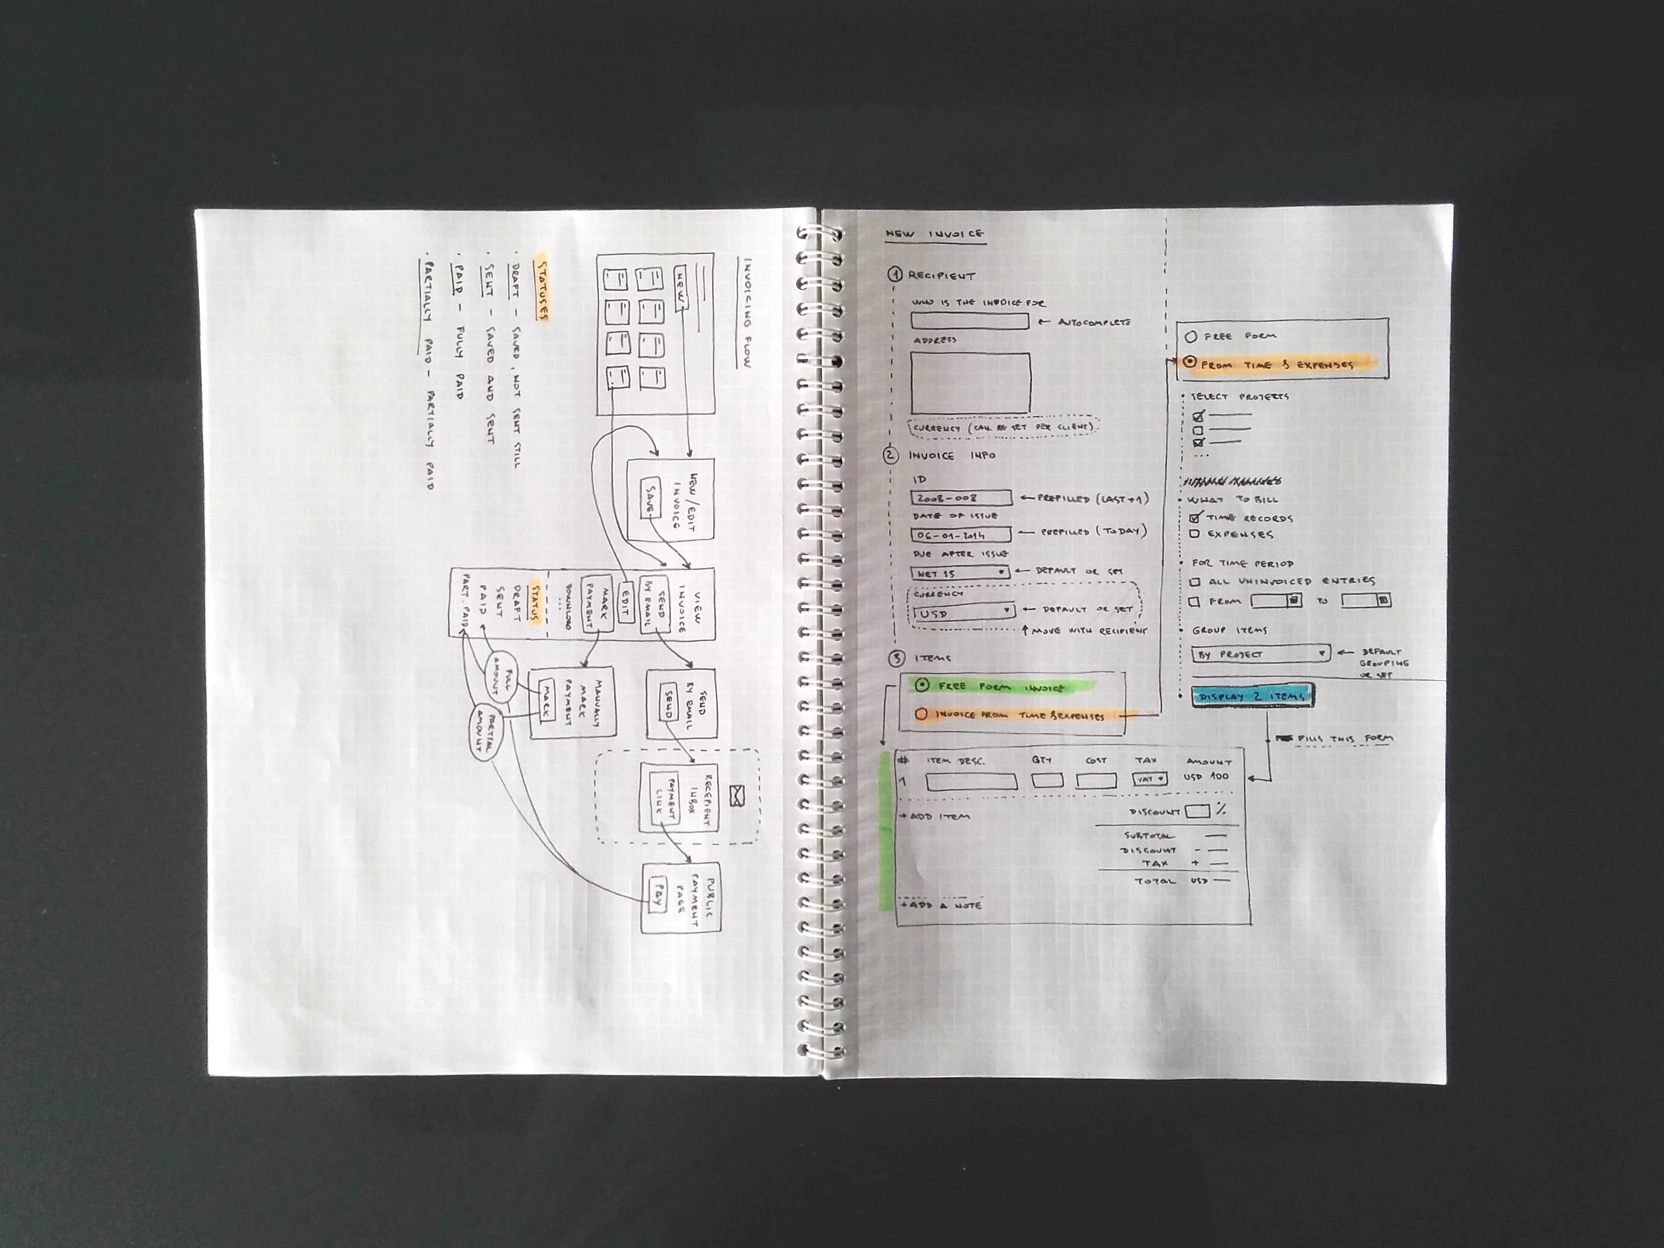 INVOICING FLOW
NEW
NEW/EDIT
INVOICE
SAVE
VIEW
INVOICE
SEND
BY EMAIL
EDIT
MARK
PAYMENT
DOWNLOAD
...
STATUS
DRAFT
SENT
PAID
PART. PAID
SEND
BY EMAIL
SEND
MANUALLY
MARK
PAYMENT
MARK
FULL
AMOUNT
PARTIAL
AMOUNT
RECEPIENT
INBOX
PAYMENT
LINK
PUBLIC
PAYMENT
PAGE
PAY
STATUSES
· DRAFT - SAVED, NOT SENT STILL
· SENT - SAVED AND SENT
· PAID - FULLY PAID
· PARTIALLY PAID - PARTIALLY PAID
NEW INVOICE
1 RECIPIENT
WHO IS THE INVOICE FOR
← AUTOCOMPLETE
ADDRESS
CURRENCY (CAN BE SET PER CLIENT)
2 INVOICE INFO
ID
2008-008 ← PREFILLED (LAST+1)
DATE OF ISSUE
06-01-2014 ← PREFILLED (TODAY)
DUE AFTER ISSUE
NET 15 ← DEFAULT OR SET
CURRENCY
USD ← DEFAULT OR SET
↑ MOVE WITH RECIPIENT
3 ITEMS
FREE FORM INVOICE
INVOICE FROM TIME & EXPENSES
# ITEM DESC. QTY COST TAX AMOUNT
1 VAT USD 100
+ ADD ITEM
DISCOUNT %
SUBTOTAL
DISCOUNT -
TAX +
TOTAL USD
+ ADD A NOTE
FREE FORM
FROM TIME & EXPENSES
· SELECT PROJECTS
...
· WHAT TO BILL
TIME RECORDS
EXPENSES
· FOR TIME PERIOD
ALL UNINVOICED ENTRIES
FROM TO
· GROUP ITEMS
BY PROJECT ← DEFAULT
GROUPING
OR SET
· DISPLAY 2 ITEMS
FILLS THIS FORM